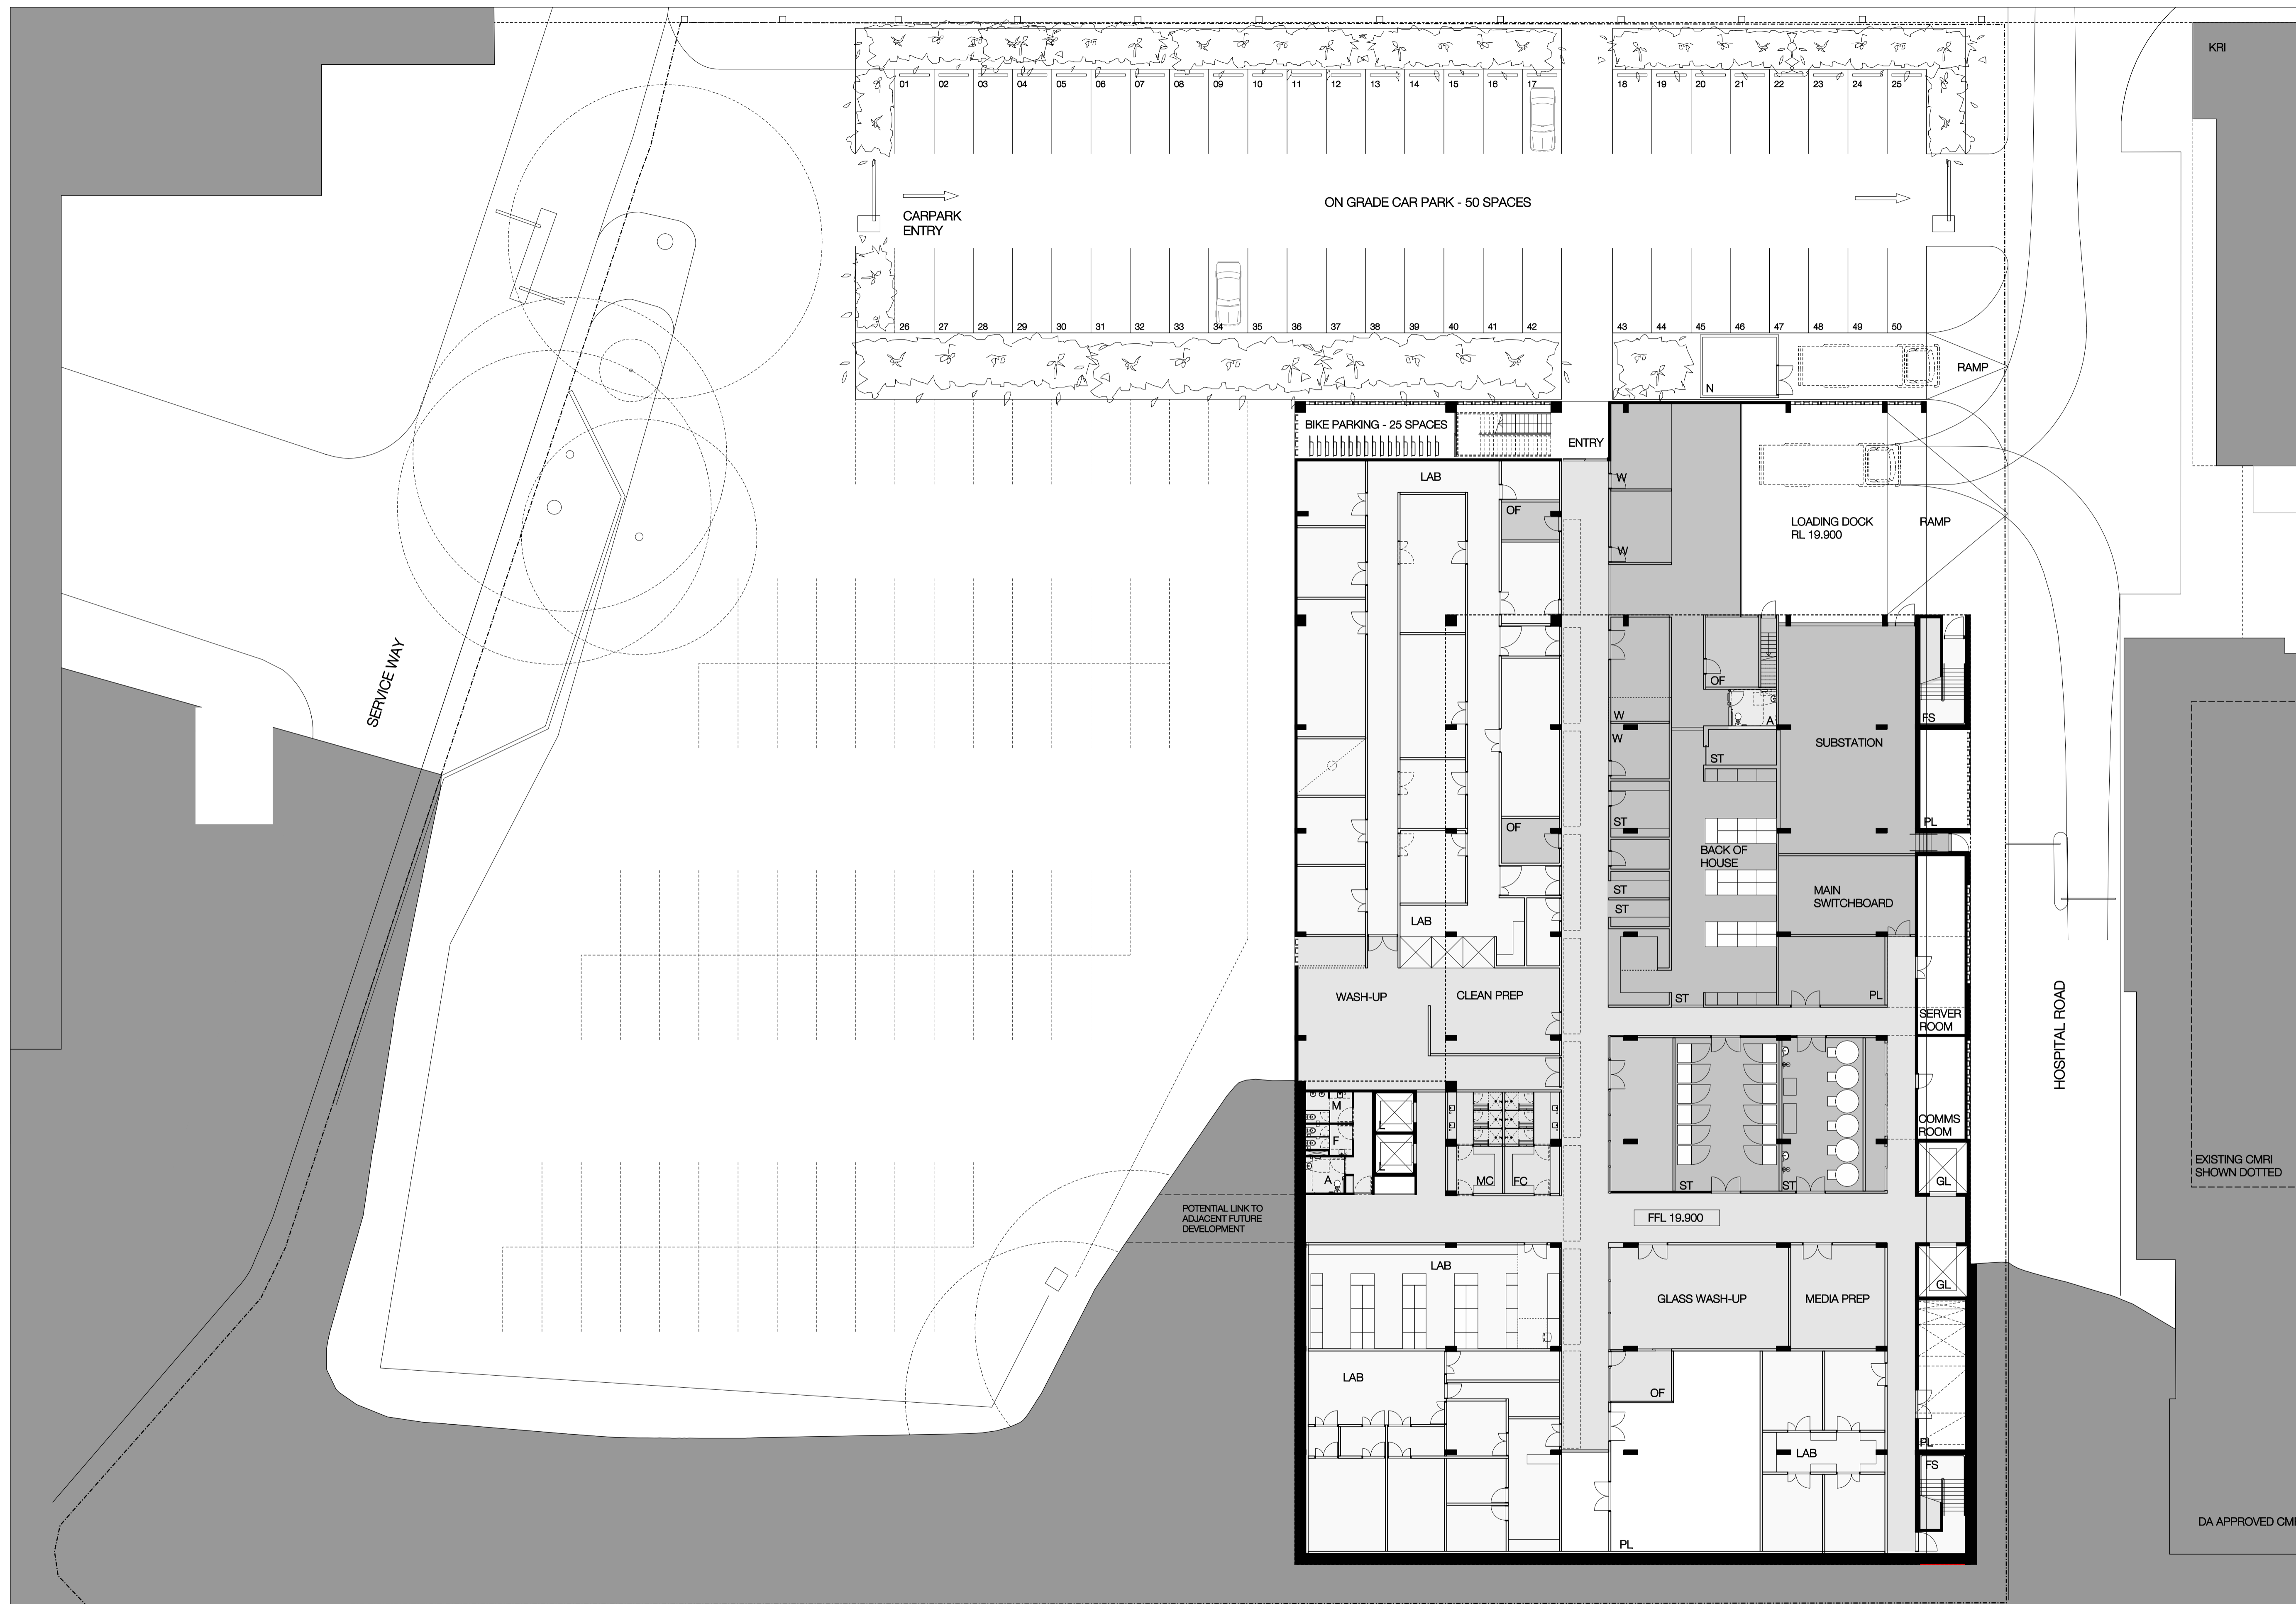 KRI
01 02 03 04 05 06 07 08 09 10 11 12 13 14 15 16 17 18 19 20 21 22 23 24 25
ON GRADE CAR PARK - 50 SPACES
CARPARK
ENTRY
26 27 28 29 30 31 32 33 34 35 36 37 38 39 40 41 42 43 44 45 46 47 48 49 50
RAMP
N
BIKE PARKING - 25 SPACES
ENTRY
LAB
W
OF
LOADING DOCK
RL 19.900
RAMP
W
SERVICE WAY
OF
W
A
FS
W
SUBSTATION
ST
ST
OF
PL
BACK OF
HOUSE
ST
MAIN
SWITCHBOARD
ST
LAB
WASH-UP
CLEAN PREP
ST
PL
SERVER
ROOM
HOSPITAL ROAD
M
L
F
COMMS
ROOM
L
A
MC
FC
ST
ST
GL
EXISTING CMRI
SHOWN DOTTED
POTENTIAL LINK TO
ADJACENT FUTURE
DEVELOPMENT
FFL 19.900
LAB
GL
GLASS WASH-UP
MEDIA PREP
LAB
OF
PL
LAB
FS
PL
DA APPROVED CM